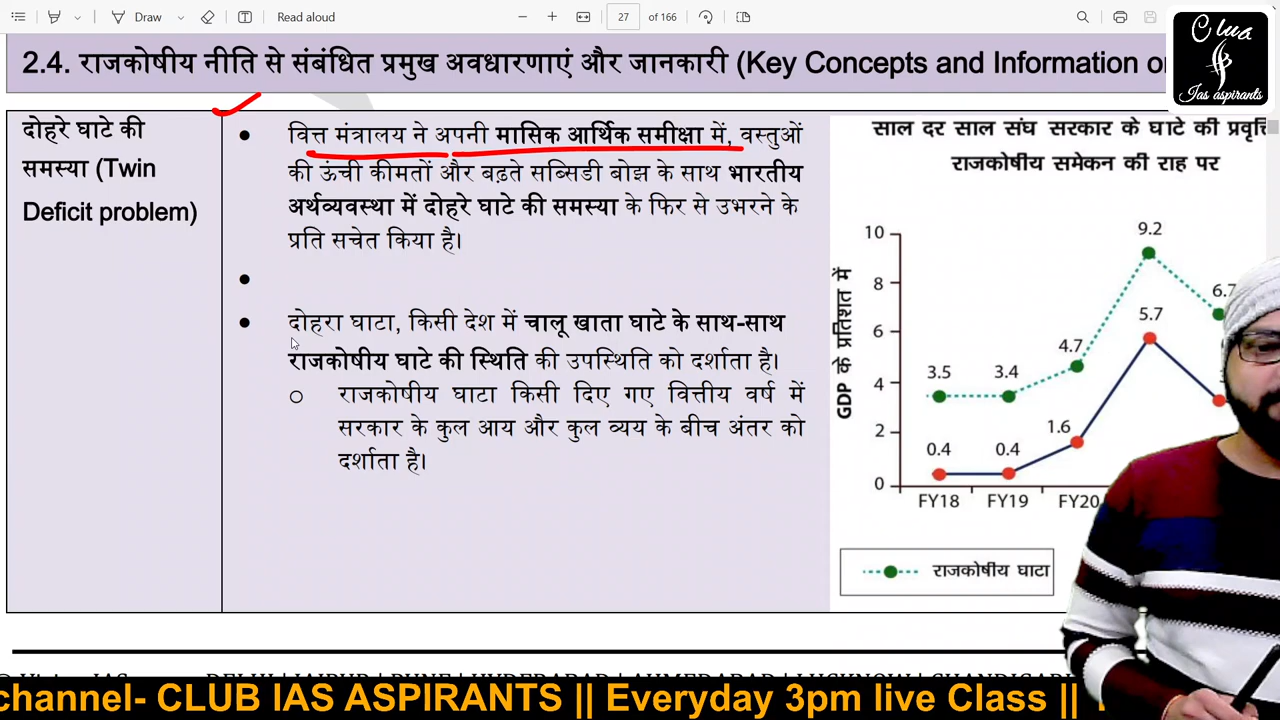 Draw
Read aloud
27
of 166
Club
Ias aspirants
2.4. राजकोषीय नीति से संबंधित प्रमुख अवधारणाएं और जानकारी (Key Concepts and Information
दोहरे घाटे की
समस्या (Twin
Deficit problem)
● वित्त मंत्रालय ने अपनी मासिक आर्थिक समीक्षा में, वस्तुओं
की ऊंची कीमतों और बढ़ते सब्सिडी बोझ के साथ भारतीय
अर्थव्यवस्था में दोहरे घाटे की समस्या के फिर से उभरने के
प्रति सचेत किया है।
●
● दोहरा घाटा, किसी देश में चालू खाता घाटे के साथ-साथ
राजकोषीय घाटे की स्थिति की उपस्थिति को दर्शाता है।
○ राजकोषीय घाटा किसी दिए गए वित्तीय वर्ष में
सरकार के कुल आय और कुल व्यय के बीच अंतर को
दर्शाता है।
साल दर साल संघ सरकार के घाटे की प्रवृत्ति
राजकोषीय समेकन की राह पर
GDP के प्रतिशत में
10
8
6
4
2
0
3.5
3.4
4.7
9.2
6.7
0.4
0.4
1.6
5.7
FY18
FY19
FY20
राजकोषीय घाटा
channel- CLUB IAS ASPIRANTS || Everyday 3pm live Class ||